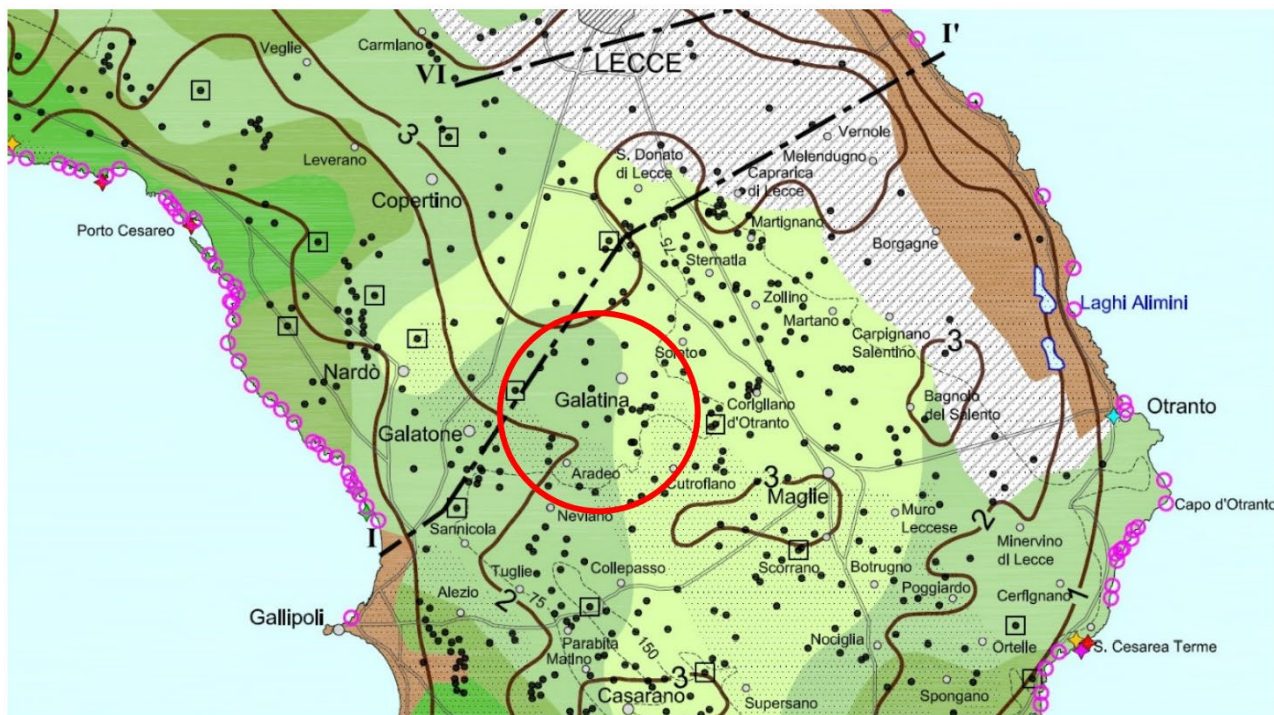 I'
Carmiano
Veglie
VI
LECCE
3
Vernole
Leverano
S. Donato
di Lecce
Melendugno
Caprarica
di Lecce
Copertino
Martignano
Porto Cesareo
75
Borgagne
Sternatia
Zollino
Laghi Alimini
Martano
Carpignano
Salentino
3
Soleto
Nardò
Galatina
Corigliano
d'Otranto
Bagnolo
del Salento
Otranto
Galatone
Aradeo
Cutrofiano
3
Maglie
Capo d'Otranto
Neviano
Muro
Leccese
2
Sannicola
Minervino
di Lecce
I
Scorrano
Botrugno
Tuglie
Collepasso
Poggiardo
Cerfignano
1
Alezio
2
75
Gallipoli
Parabita
Nociglia
Ortelle
S. Cesarea Terme
Matino
150
3
Casarano
Supersano
Spongano